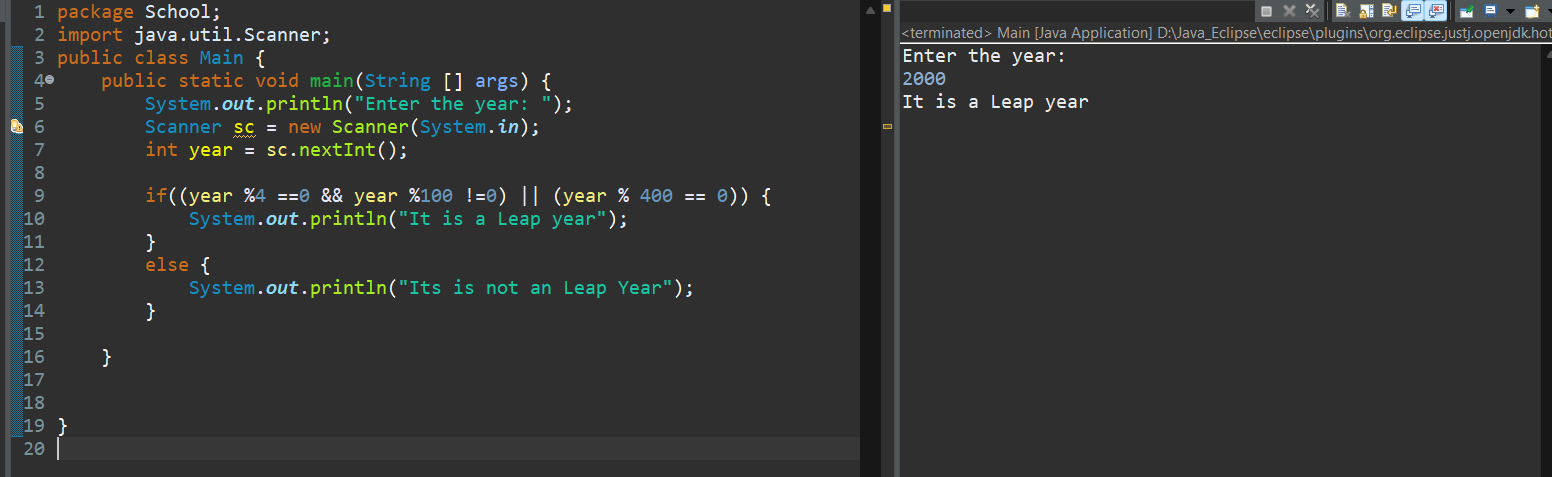 1 package School;
2 import java.util.Scanner;
3 public class Main {
4 public static void main(String [] args) {
5 System.out.println("Enter the year: ");
6 Scanner sc = new Scanner(System.in);
7 int year = sc.nextInt();
8
9 if((year %4 ==0 && year %100 !=0) || (year % 400 == 0)) {
10 System.out.println("It is a Leap year");
11 }
12 else {
13 System.out.println("Its is not an Leap Year");
14 }
15
16 }
17
18
19 }
20
<terminated> Main [Java Application] D:\Java_Eclipse\eclipse\plugins\org.eclipse.justj.openjdk.hot
Enter the year:
2000
It is a Leap year